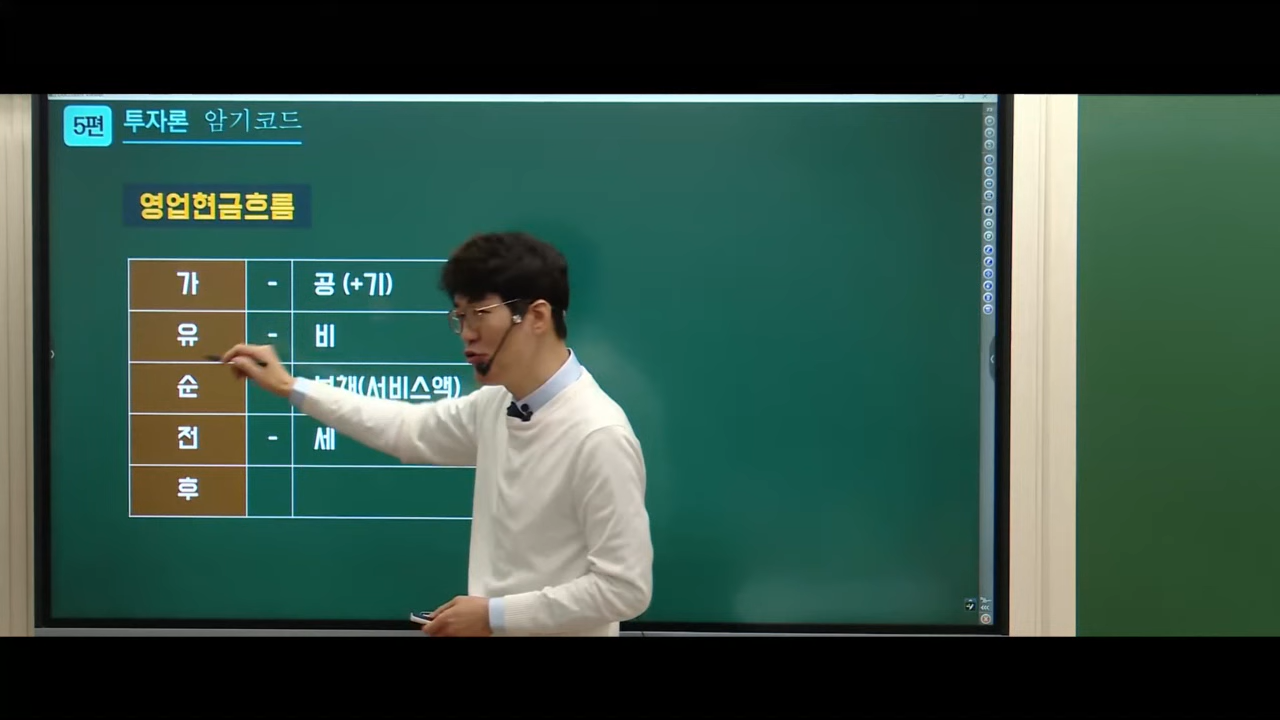 5편 투자론 암기코드
영업현금흐름
가 - 공 (+기)
유 - 비
순 부채(서비스액)
전 - 세
후